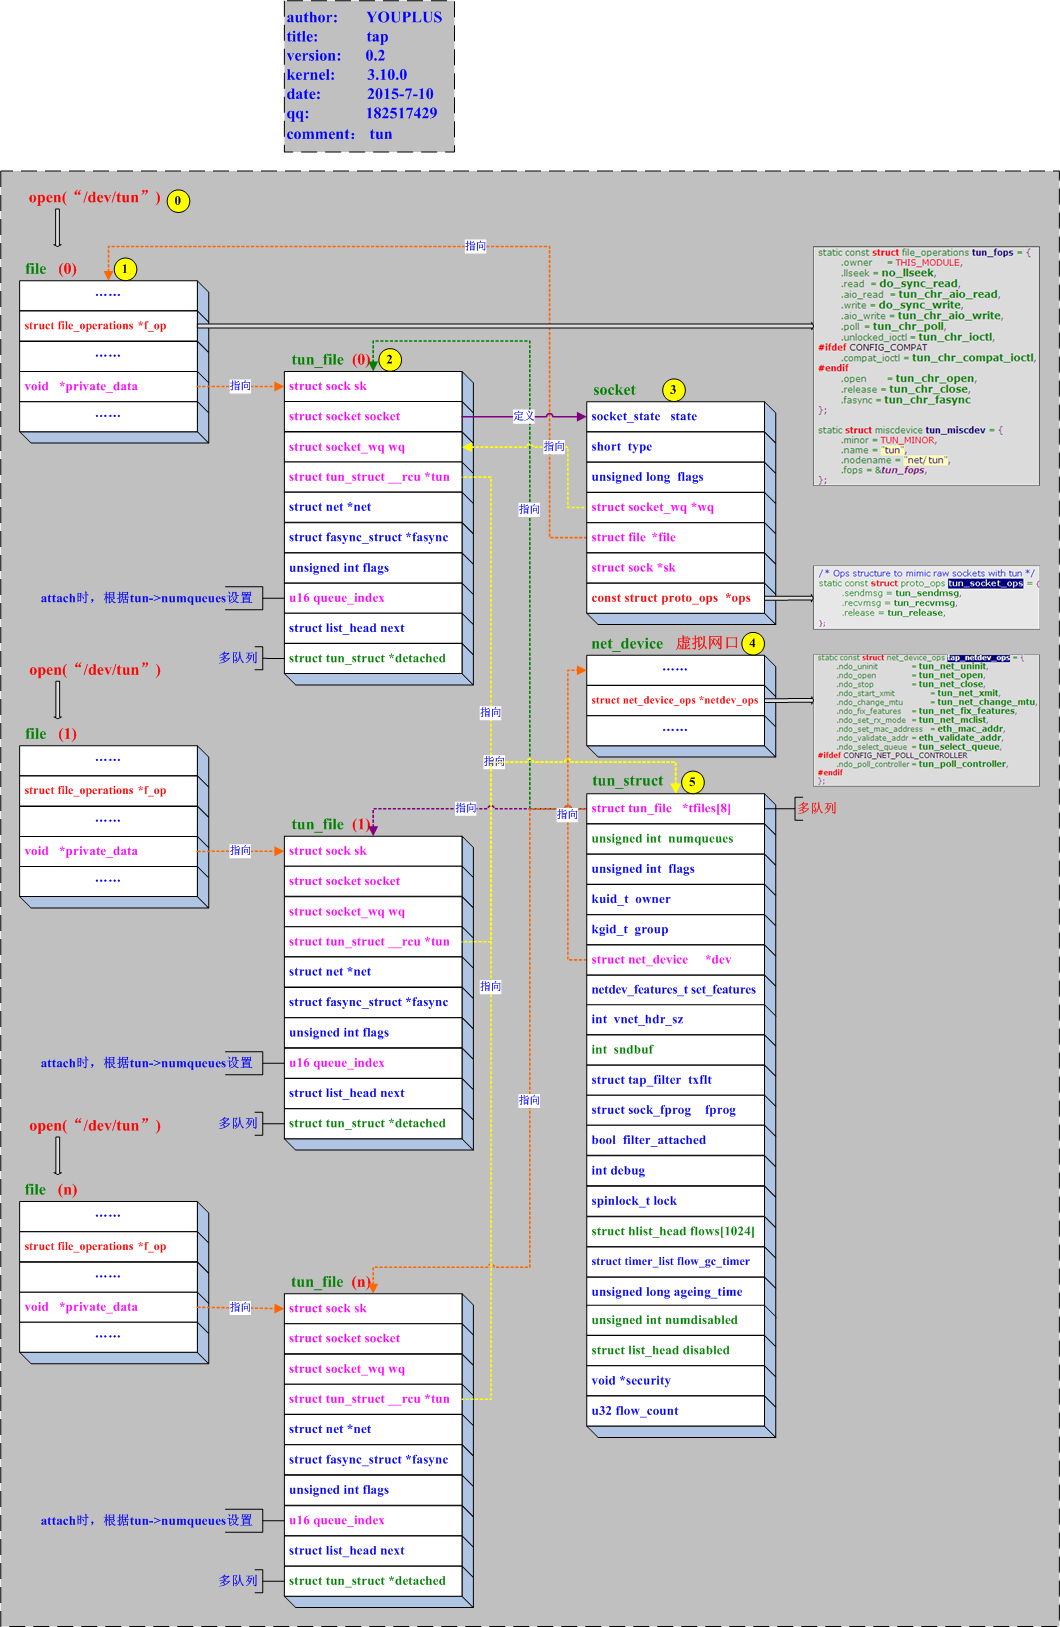 author: YOUPLUS
title: tap
version: 0.2
kernel: 3.10.0
date: 2015-7-10
qq: 182517429
comment： tun
open(“/dev/tun”) 0
file (0) 1
……
struct file_operations *f_op
……
void *private_data
……
指向
指向
tun_file (0) 2
struct sock sk
struct socket socket
struct socket_wq wq
struct tun_struct __rcu *tun
struct net *net
struct fasync_struct *fasync
unsigned int flags
u16 queue_index
struct list_head next
struct tun_struct *detached
attach时，根据tun->numqueues设置
多队列
定义
指向
指向
socket 3
socket_state state
short type
unsigned long flags
struct socket_wq *wq
struct file *file
struct sock *sk
const struct proto_ops *ops
static const struct file_operations tun_fops = {
.owner = THIS_MODULE,
.llseek = no_llseek,
.read = do_sync_read,
.aio_read = tun_chr_aio_read,
.write = do_sync_write,
.aio_write = tun_chr_aio_write,
.poll = tun_chr_poll,
.unlocked_ioctl = tun_chr_ioctl,
#ifdef CONFIG_COMPAT
.compat_ioctl = tun_chr_compat_ioctl,
#endif
.open = tun_chr_open,
.release = tun_chr_close,
.fasync = tun_chr_fasync
};
static struct miscdevice tun_miscdev = {
.minor = TUN_MINOR,
.name = "tun",
.nodename = "net/tun",
.fops = &tun_fops,
};
/* Ops structure to mimic raw sockets with tun */
static const struct proto_ops tun_socket_ops = {
.sendmsg = tun_sendmsg,
.recvmsg = tun_recvmsg,
.release = tun_release,
};
net_device 虚拟网口 4
……
struct net_device_ops *netdev_ops
……
static const struct net_device_ops tap_netdev_ops = {
.ndo_uninit = tun_net_uninit,
.ndo_open = tun_net_open,
.ndo_stop = tun_net_close,
.ndo_start_xmit = tun_net_xmit,
.ndo_change_mtu = tun_net_change_mtu,
.ndo_fix_features = tun_net_fix_features,
.ndo_set_rx_mode = tun_net_mclist,
.ndo_set_mac_address = eth_mac_addr,
.ndo_validate_addr = eth_validate_addr,
.ndo_select_queue = tun_select_queue,
#ifdef CONFIG_NET_POLL_CONTROLLER
.ndo_poll_controller = tun_poll_controller,
#endif
};
open(“/dev/tun”)
file (1)
……
struct file_operations *f_op
……
void *private_data
……
指向
指向
指向
指向
指向
tun_file (1)
struct sock sk
struct socket socket
struct socket_wq wq
struct tun_struct __rcu *tun
struct net *net
struct fasync_struct *fasync
unsigned int flags
u16 queue_index
struct list_head next
struct tun_struct *detached
attach时，根据tun->numqueues设置
多队列
指向
指向
tun_struct 5
struct tun_file *tfiles[8]
unsigned int numqueues
unsigned int flags
kuid_t owner
kgid_t group
struct net_device *dev
netdev_features_t set_features
int vnet_hdr_sz
int sndbuf
struct tap_filter txflt
struct sock_fprog fprog
bool filter_attached
int debug
spinlock_t lock
struct hlist_head flows[1024]
struct timer_list flow_gc_timer
unsigned long ageing_time
unsigned int numdisabled
struct list_head disabled
void *security
u32 flow_count
多队列
open(“/dev/tun”)
file (n)
……
struct file_operations *f_op
……
void *private_data
……
指向
tun_file (n)
struct sock sk
struct socket socket
struct socket_wq wq
struct tun_struct __rcu *tun
struct net *net
struct fasync_struct *fasync
unsigned int flags
u16 queue_index
struct list_head next
struct tun_struct *detached
attach时，根据tun->numqueues设置
多队列